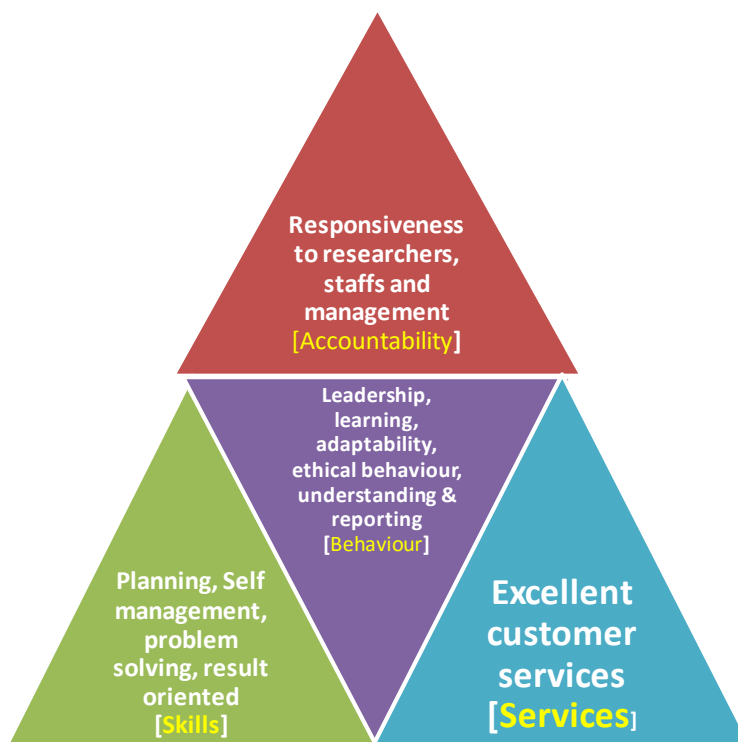 Responsiveness
to researchers,
staffs and
management
[Accountability]
Leadership,
learning,
adaptability,
ethical behaviour,
understanding &
reporting
[Behaviour]
Planning, Self
management,
problem
solving, result
oriented
[Skills]
Excellent
customer
services
[Services]